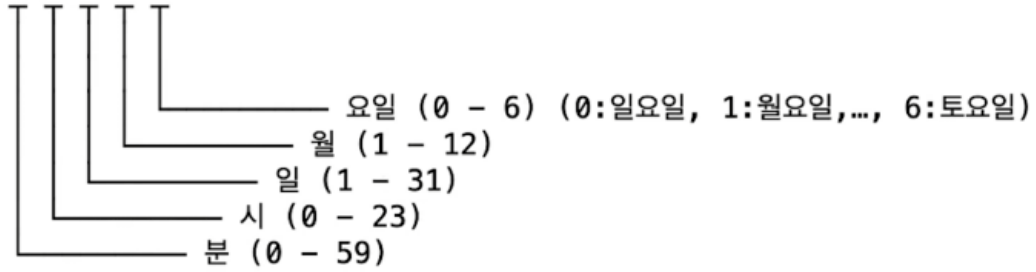 요일 (0 – 6) (0:일요일, 1:월요일,…, 6:토요일)
월 (1 – 12)
일 (1 – 31)
시 (0 – 23)
분 (0 – 59)